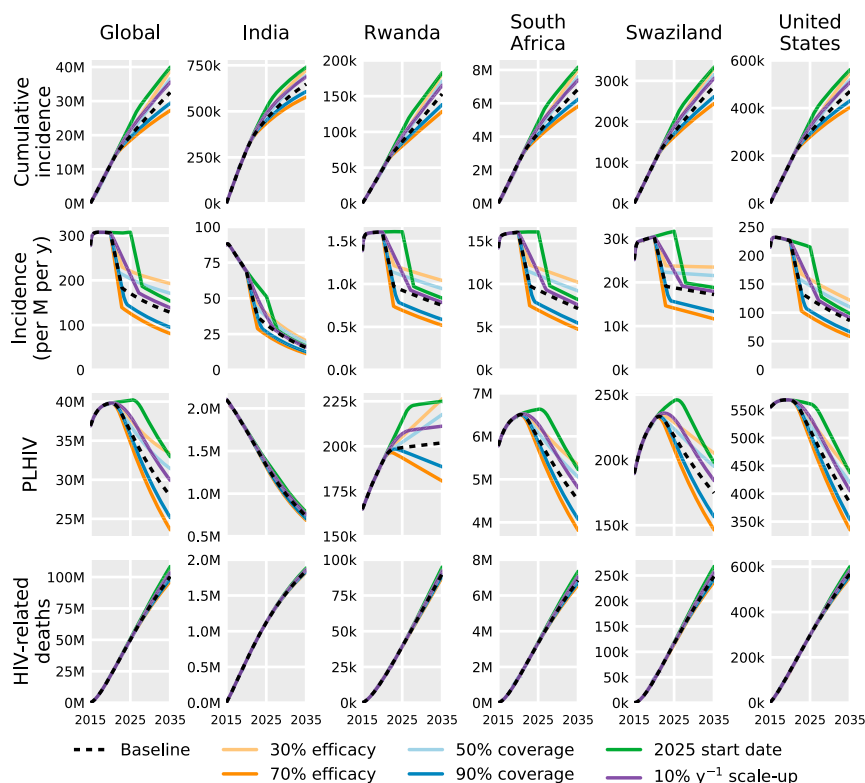 Global India Rwanda South Africa Swaziland United States
Cumulative incidence
40M 30M 20M 10M 0M
750k 500k 250k 0k
200k 150k 100k 50k 0k
8M 6M 4M 2M 0M
300k 200k 100k 0k
600k 400k 200k 0k
Incidence (per M per y)
300 200 100 0
100 75 50 25 0
1.5k 1.0k 0.5k 0.0k
15k 10k 5k 0k
30k 20k 10k 0k
250 200 150 100 50 0
PLHIV
40M 35M 30M 25M
2.0M 1.5M 1.0M 0.5M
225k 200k 175k 150k
7M 6M 5M 4M
250k 200k 150k
550k 500k 450k 400k 350k
HIV-related deaths
100M 75M 50M 25M 0M
2.0M 1.5M 1.0M 0.5M 0.0M
100k 75k 50k 25k 0k
8M 6M 4M 2M 0M
250k 200k 150k 100k 50k 0k
600k 400k 200k 0k
2015 2025 2035 2015 2025 2035 2015 2025 2035 2015 2025 2035 2015 2025 2035 2015 2025 2035
Baseline 30% efficacy 50% coverage 2025 start date
70% efficacy 90% coverage 10% y⁻¹ scale-up